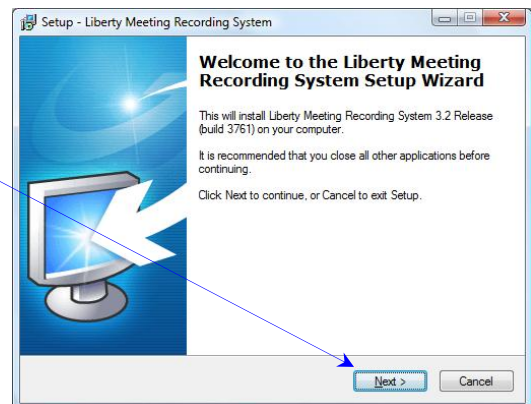 Setup - Liberty Meeting Recording System
Welcome to the Liberty Meeting
Recording System Setup Wizard
This will install Liberty Meeting Recording System 3.2 Release
(build 3761) on your computer.
It is recommended that you close all other applications before
continuing.
Click Next to continue, or Cancel to exit Setup.
Next >
Cancel